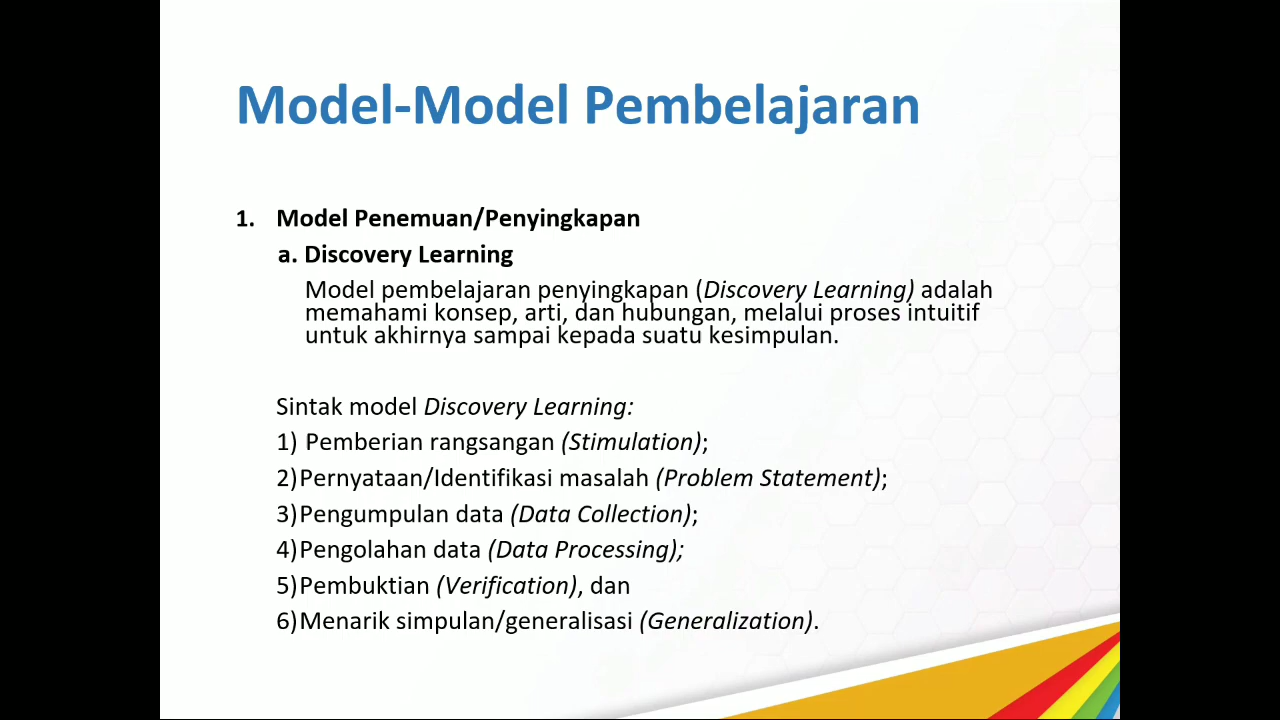 Model-Model Pembelajaran
1. Model Penemuan/Penyingkapan
a. Discovery Learning
Model pembelajaran penyingkapan (Discovery Learning) adalah
memahami konsep, arti, dan hubungan, melalui proses intuitif
untuk akhirnya sampai kepada suatu kesimpulan.
Sintak model Discovery Learning:
1) Pemberian rangsangan (Stimulation);
2) Pernyataan/Identifikasi masalah (Problem Statement);
3) Pengumpulan data (Data Collection);
4) Pengolahan data (Data Processing);
5) Pembuktian (Verification), dan
6) Menarik simpulan/generalisasi (Generalization).